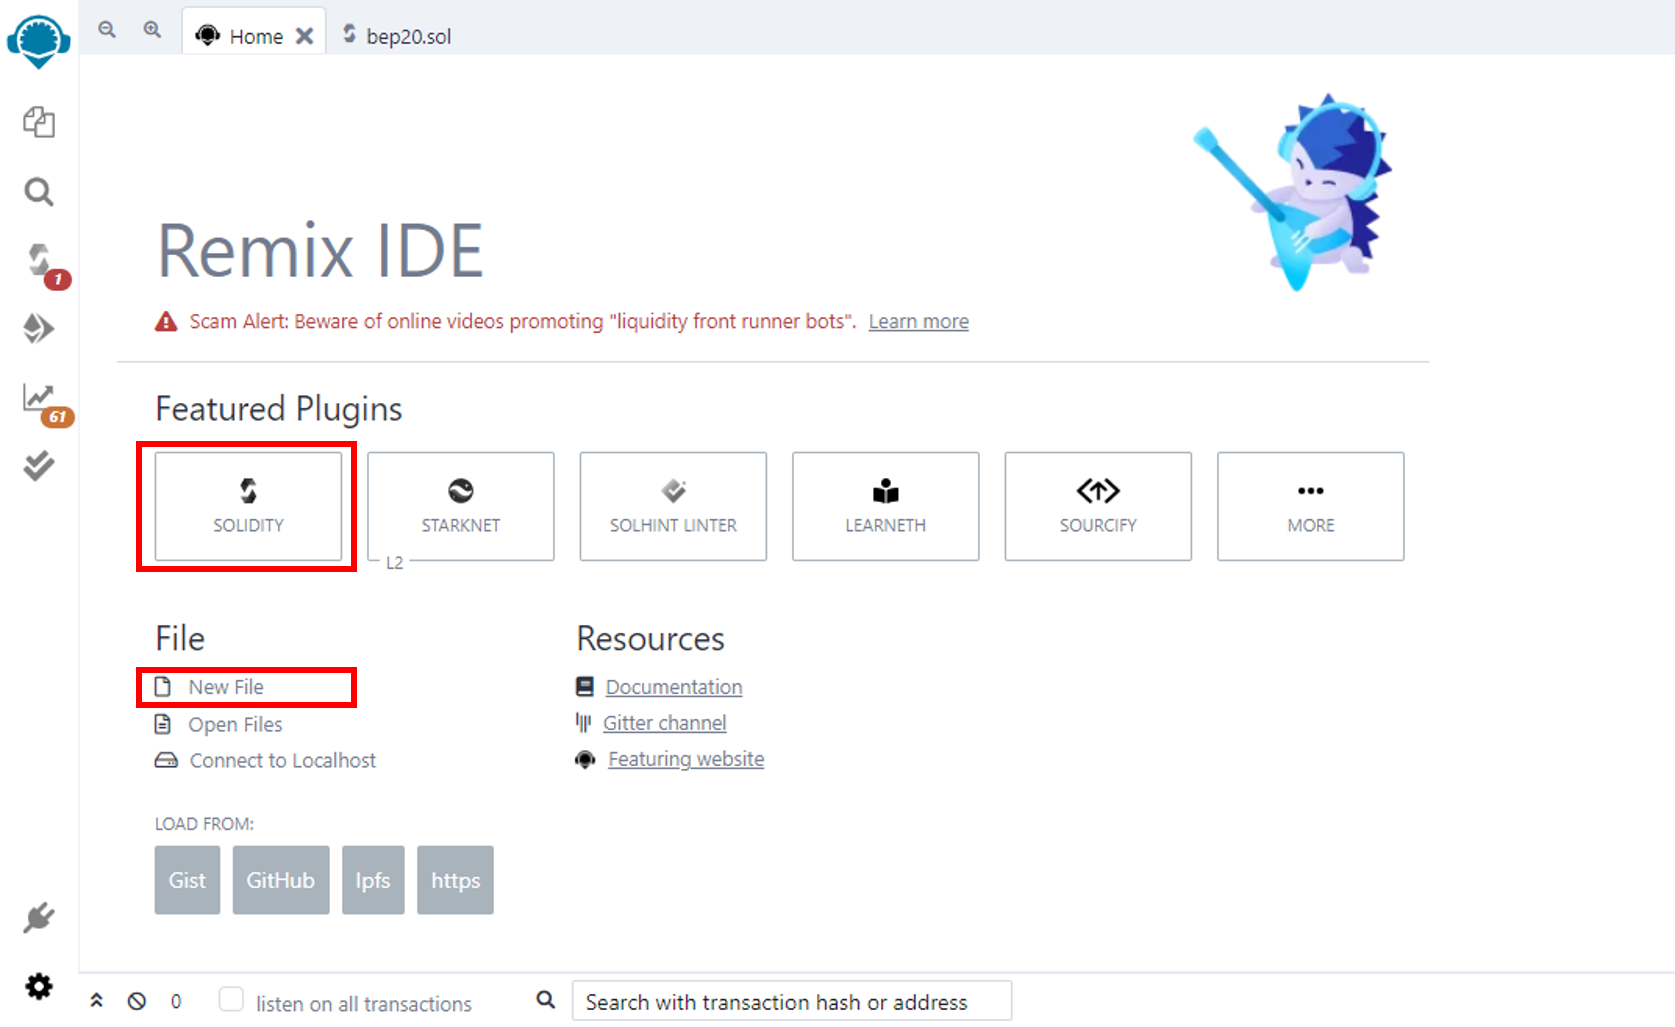 Home
bep20.sol
1
61
Remix IDE
Scam Alert: Beware of online videos promoting "liquidity front runner bots". Learn more
Featured Plugins
SOLIDITY
STARKNET
L2
SOLHINT LINTER
LEARNETH
SOURCIFY
MORE
File
New File
Open Files
Connect to Localhost
Resources
Documentation
Gitter channel
Featuring website
LOAD FROM:
Gist
GitHub
Ipfs
https
0
listen on all transactions
Search with transaction hash or address